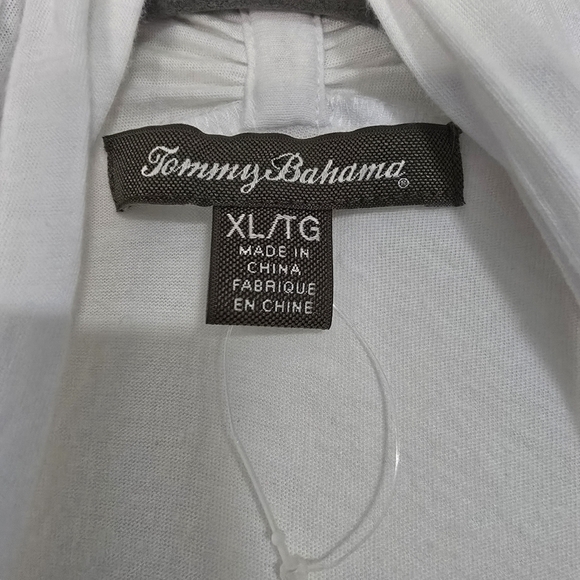 Tommy Bahama®
XL/TG
MADE IN
CHINA
FABRIQUE
EN CHINE